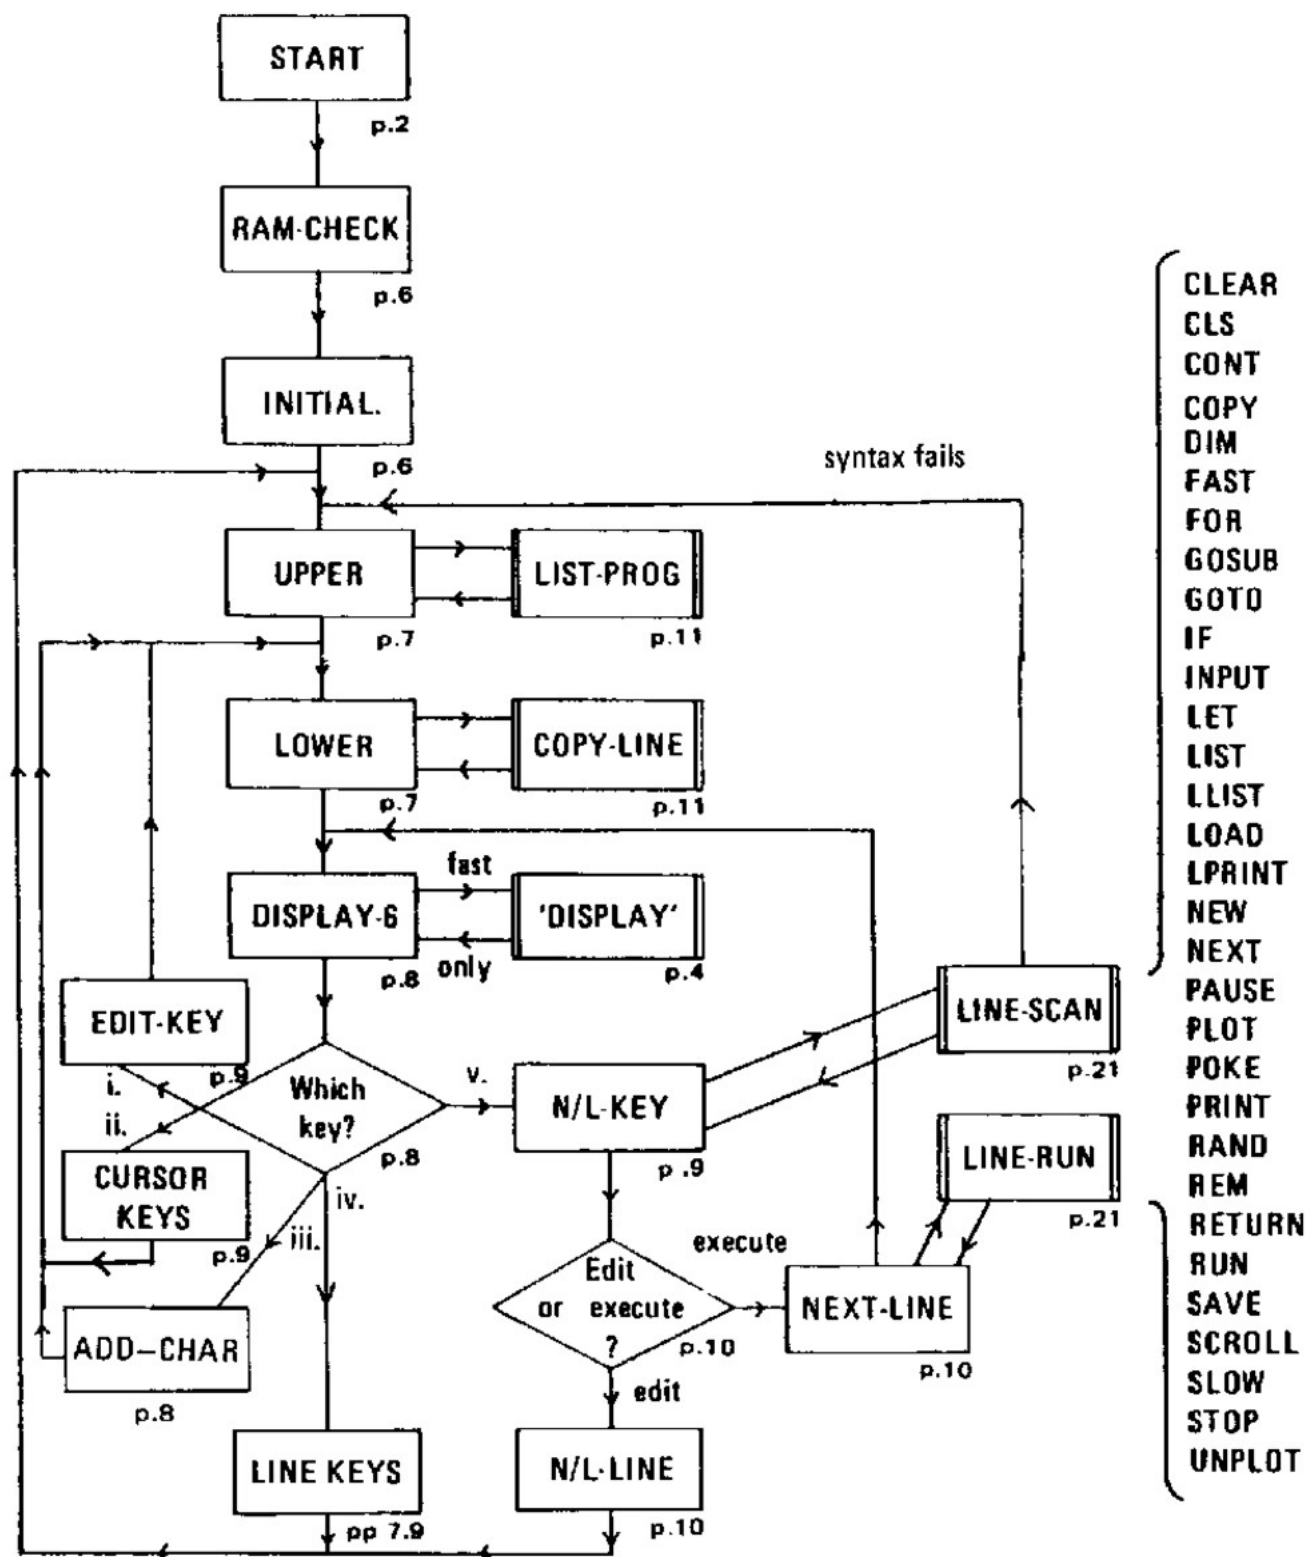 START
p.2
RAM-CHECK
p.6
INITIAL.
p.6
syntax fails
UPPER
p.7
LIST-PROG
p.11
LOWER
p.7
COPY-LINE
p.11
DISPLAY-6
p.8
fast
only
'DISPLAY'
p.4
EDIT-KEY
p.9
i.
ii.
Which
key?
p.8
v.
N/L-KEY
p.9
LINE-SCAN
p.21
CURSOR
KEYS
p.9
iii.
iv.
LINE-RUN
p.21
ADD-CHAR
p.8
Edit
or execute
?
p.10
execute
NEXT-LINE
p.10
edit
LINE KEYS
pp 7.9
N/L-LINE
p.10
CLEAR
CLS
CONT
COPY
DIM
FAST
FOR
GOSUB
GOTO
IF
INPUT
LET
LIST
LLIST
LOAD
LPRINT
NEW
NEXT
PAUSE
PLOT
POKE
PRINT
RAND
REM
RETURN
RUN
SAVE
SCROLL
SLOW
STOP
UNPLOT